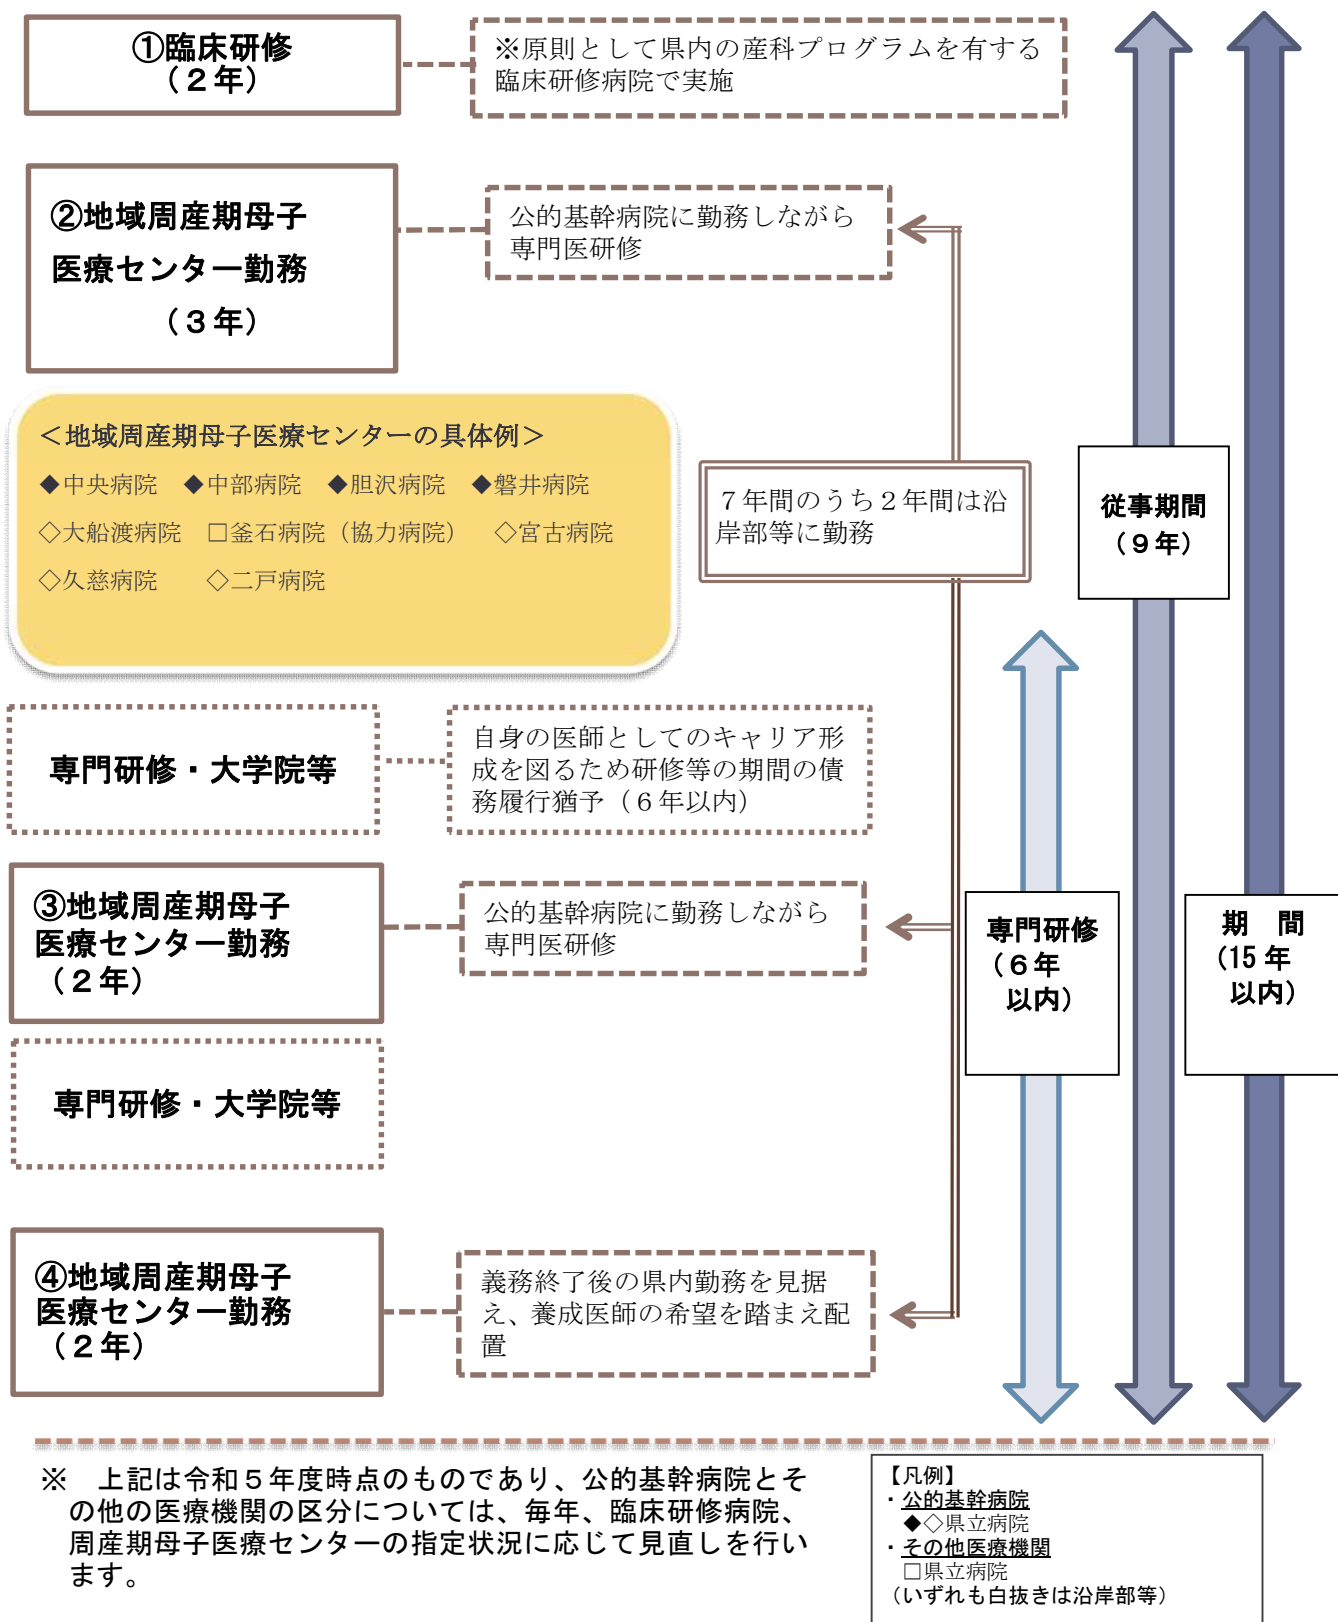 ①臨床研修
（２年）
※原則として県内の産科プログラムを有する
臨床研修病院で実施
②地域周産期母子
医療センター勤務
（３年）
公的基幹病院に勤務しながら
専門医研修
＜地域周産期母子医療センターの具体例＞
◆中央病院　◆中部病院　◆胆沢病院　◆磐井病院
◇大船渡病院　□釜石病院（協力病院）　◇宮古病院
◇久慈病院　　◇二戸病院
７年間のうち２年間は沿
岸部等に勤務
従事期間
（９年）
専門研修・大学院等
自身の医師としてのキャリア形
成を図るため研修等の期間の債
務履行猶予（６年以内）
③地域周産期母子
医療センター勤務
（２年）
公的基幹病院に勤務しながら
専門医研修
専門研修
（６年
以内）
期　間
（15 年
以内）
専門研修・大学院等
④地域周産期母子
医療センター勤務
（２年）
義務終了後の県内勤務を見据
え、養成医師の希望を踏まえ配
置
※　上記は令和５年度時点のものであり、公的基幹病院とそ
の他の医療機関の区分については、毎年、臨床研修病院、
周産期母子医療センターの指定状況に応じて見直しを行い
ます。
【凡例】
・公的基幹病院
◆◇県立病院
・その他医療機関
□県立病院
（いずれも白抜きは沿岸部等）